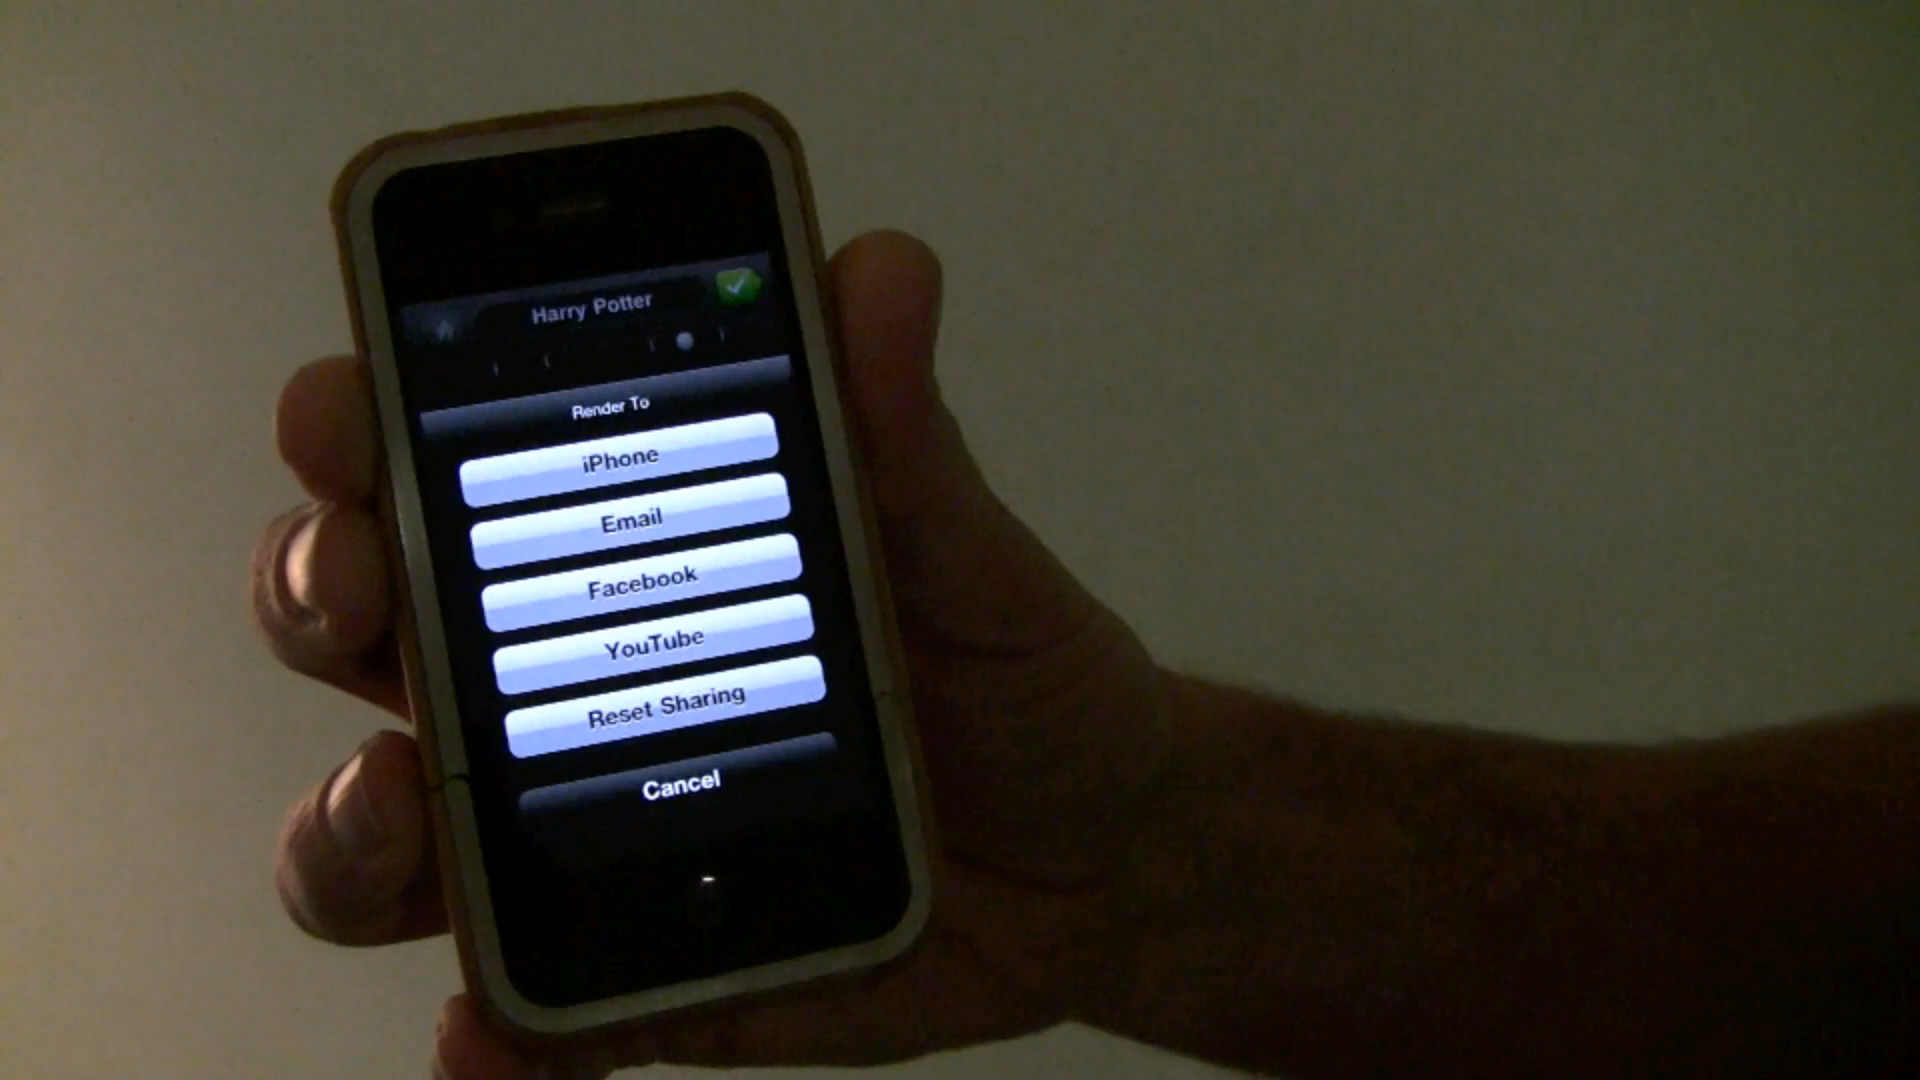 Harry Potter
Render To
iPhone
Email
Facebook
YouTube
Reset Sharing
Cancel